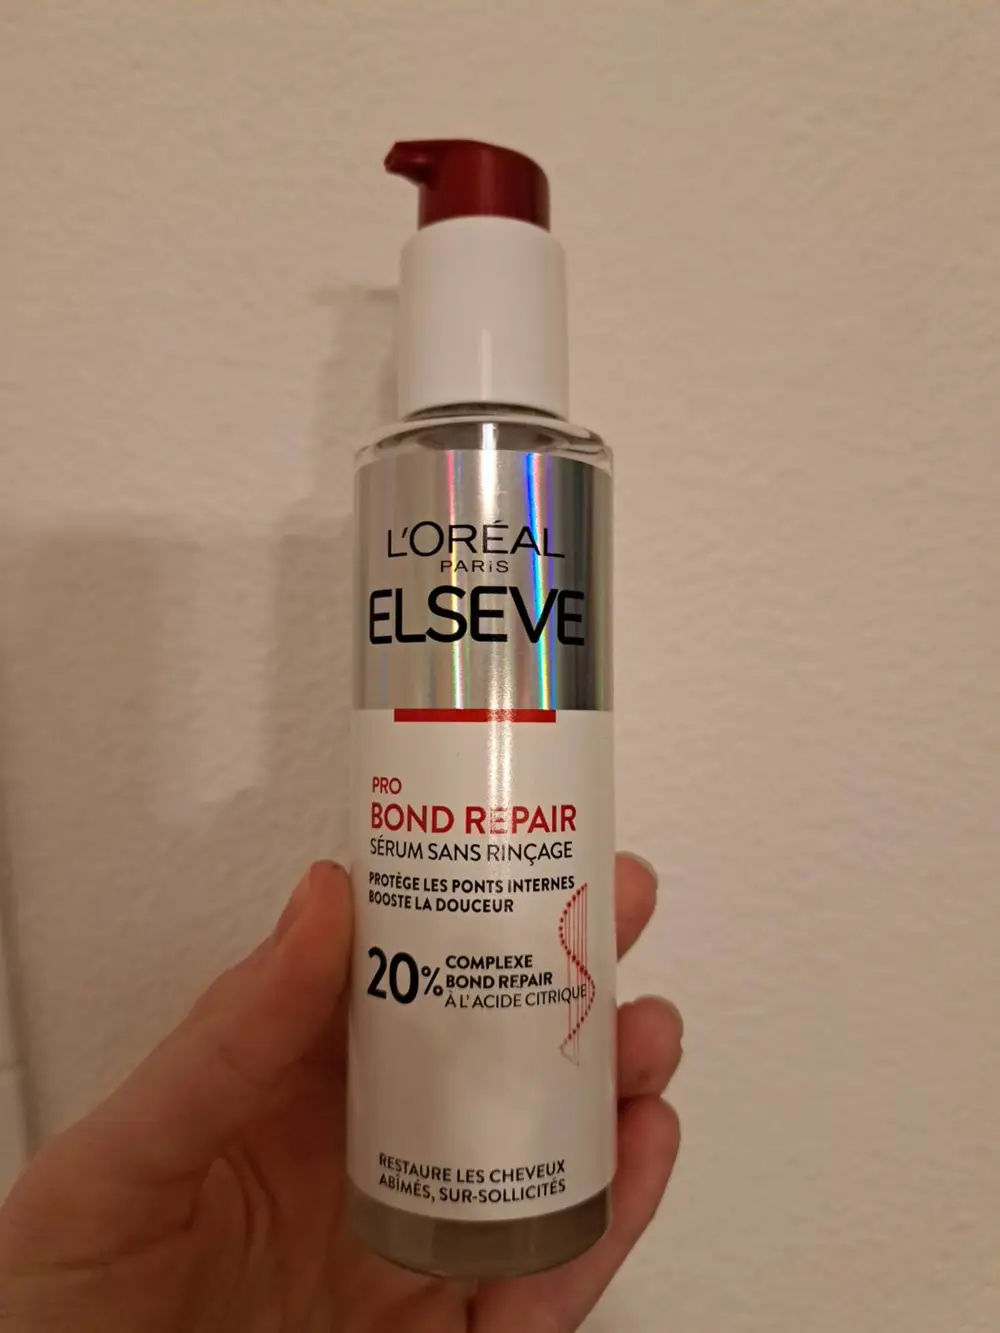 L'ORÉAL
PARIS
ELSEVE
PRO
BOND REPAIR
SÉRUM SANS RINÇAGE
PROTÈGE LES PONTS INTERNES
BOOSTE LA DOUCEUR
20% COMPLEXE
BOND REPAIR
À L'ACIDE CITRIQUE
RESTAURE LES CHEVEUX
ABÎMÉS, SUR-SOLLICITÉS